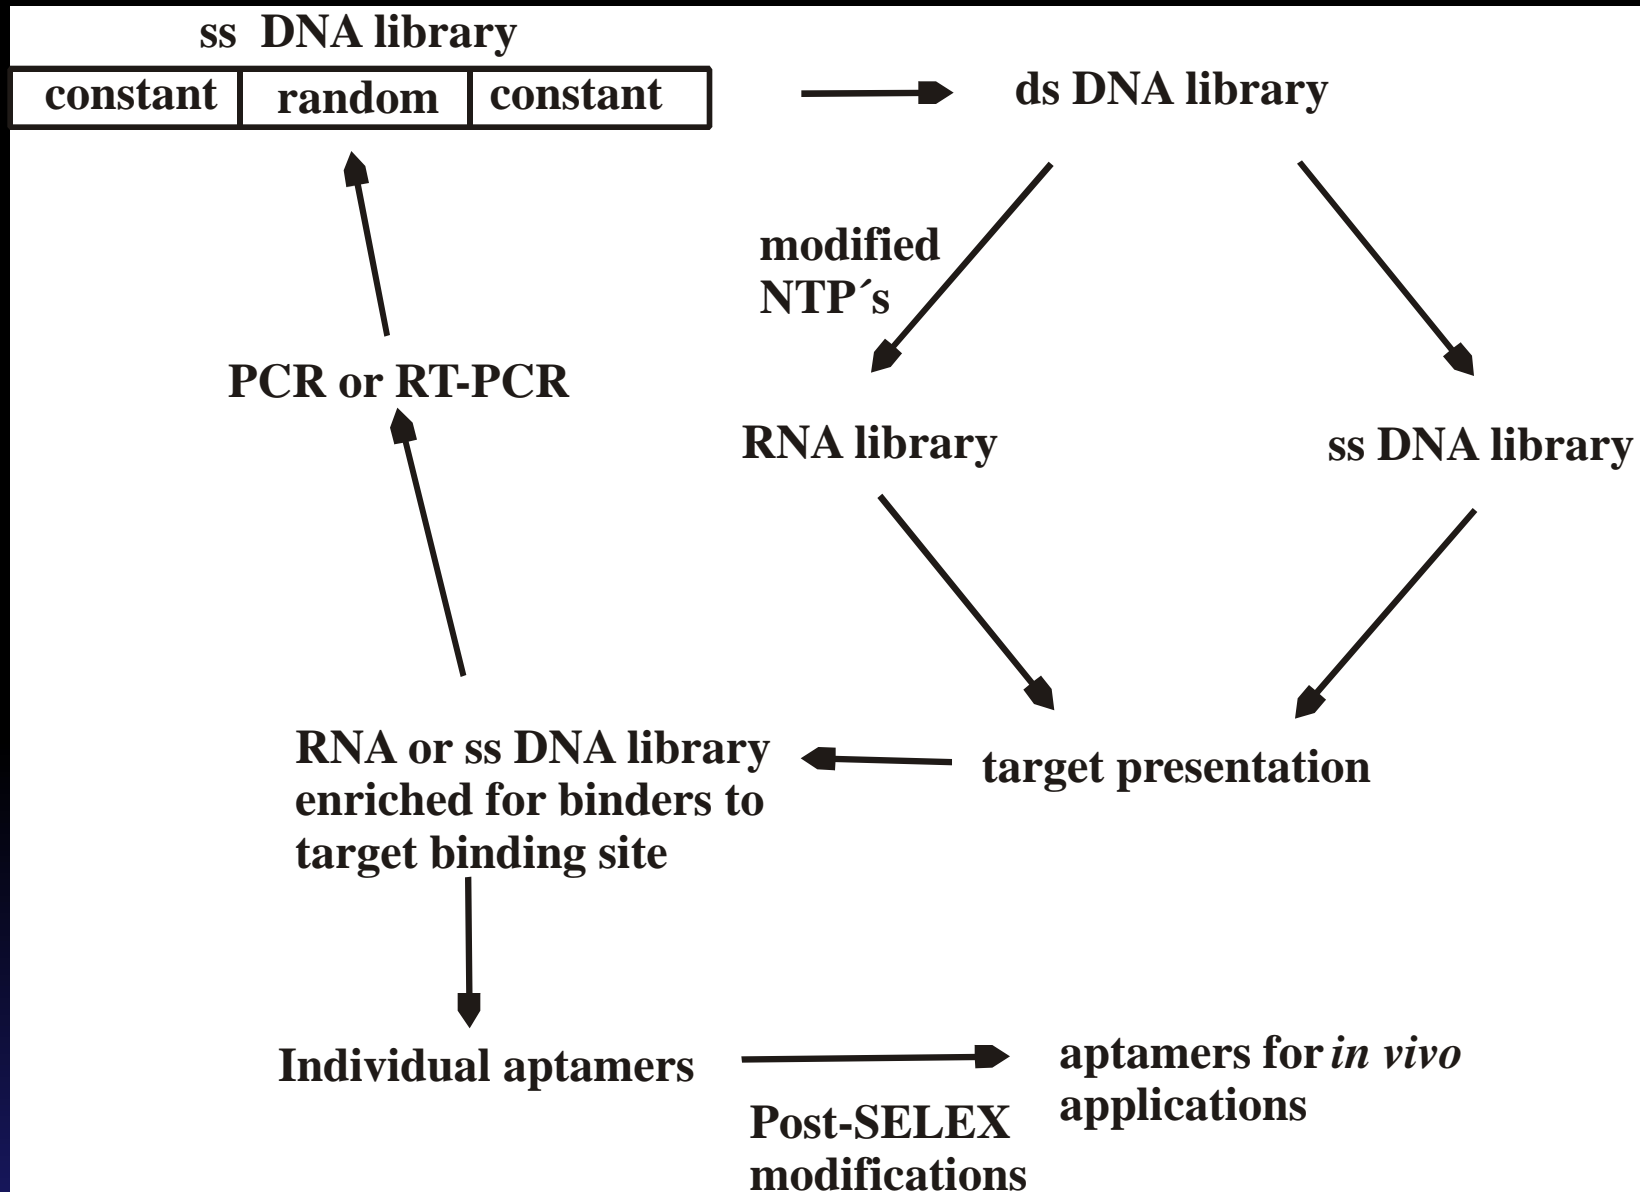 ss DNA library
constant random constant
ds DNA library
modified
NTP´s
PCR or RT-PCR
RNA library
ss DNA library
RNA or ss DNA library
enriched for binders to
target binding site
target presentation
Individual aptamers
aptamers for in vivo
applications
Post-SELEX
modifications